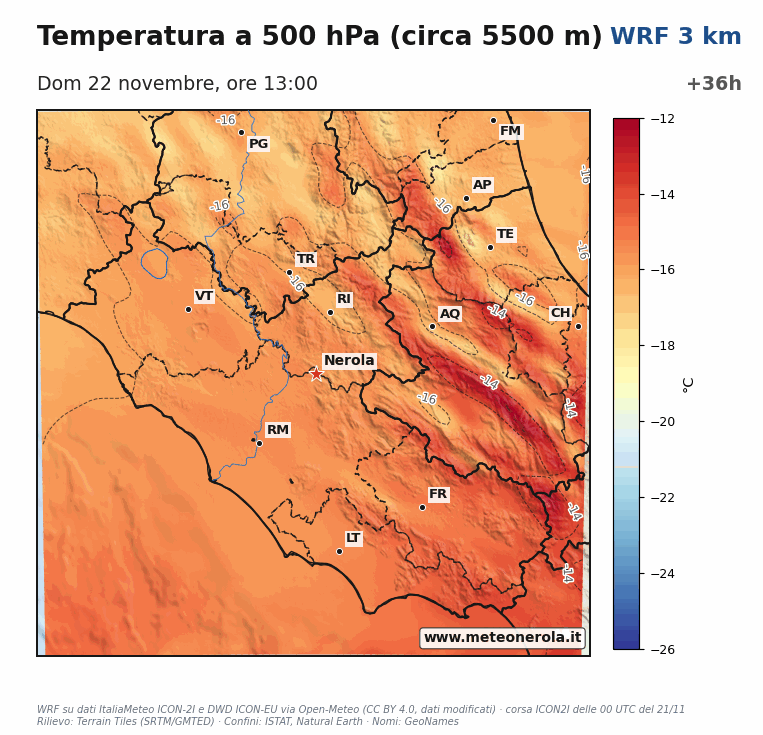 Temperatura a 500 hPa (circa 5500 m) WRF 3 km
Dom 22 novembre, ore 13:00 +36h
-16
PG
FM
-16
AP
-16
-16
TE
-16
TR
-16
VT
RI
-16
-14
AQ
CH
Nerola
-14
-16
-14
RM
FR
-14
LT
-14
www.meteonerola.it
−12
−14
−16
−18
−20
−22
−24
−26
°C
WRF su dati ItaliaMeteo ICON-2I e DWD ICON-EU via Open-Meteo (CC BY 4.0, dati modificati) · corsa ICON2I delle 00 UTC del 21/11
Rilievo: Terrain Tiles (SRTM/GMTED) · Confini: ISTAT, Natural Earth · Nomi: GeoNames